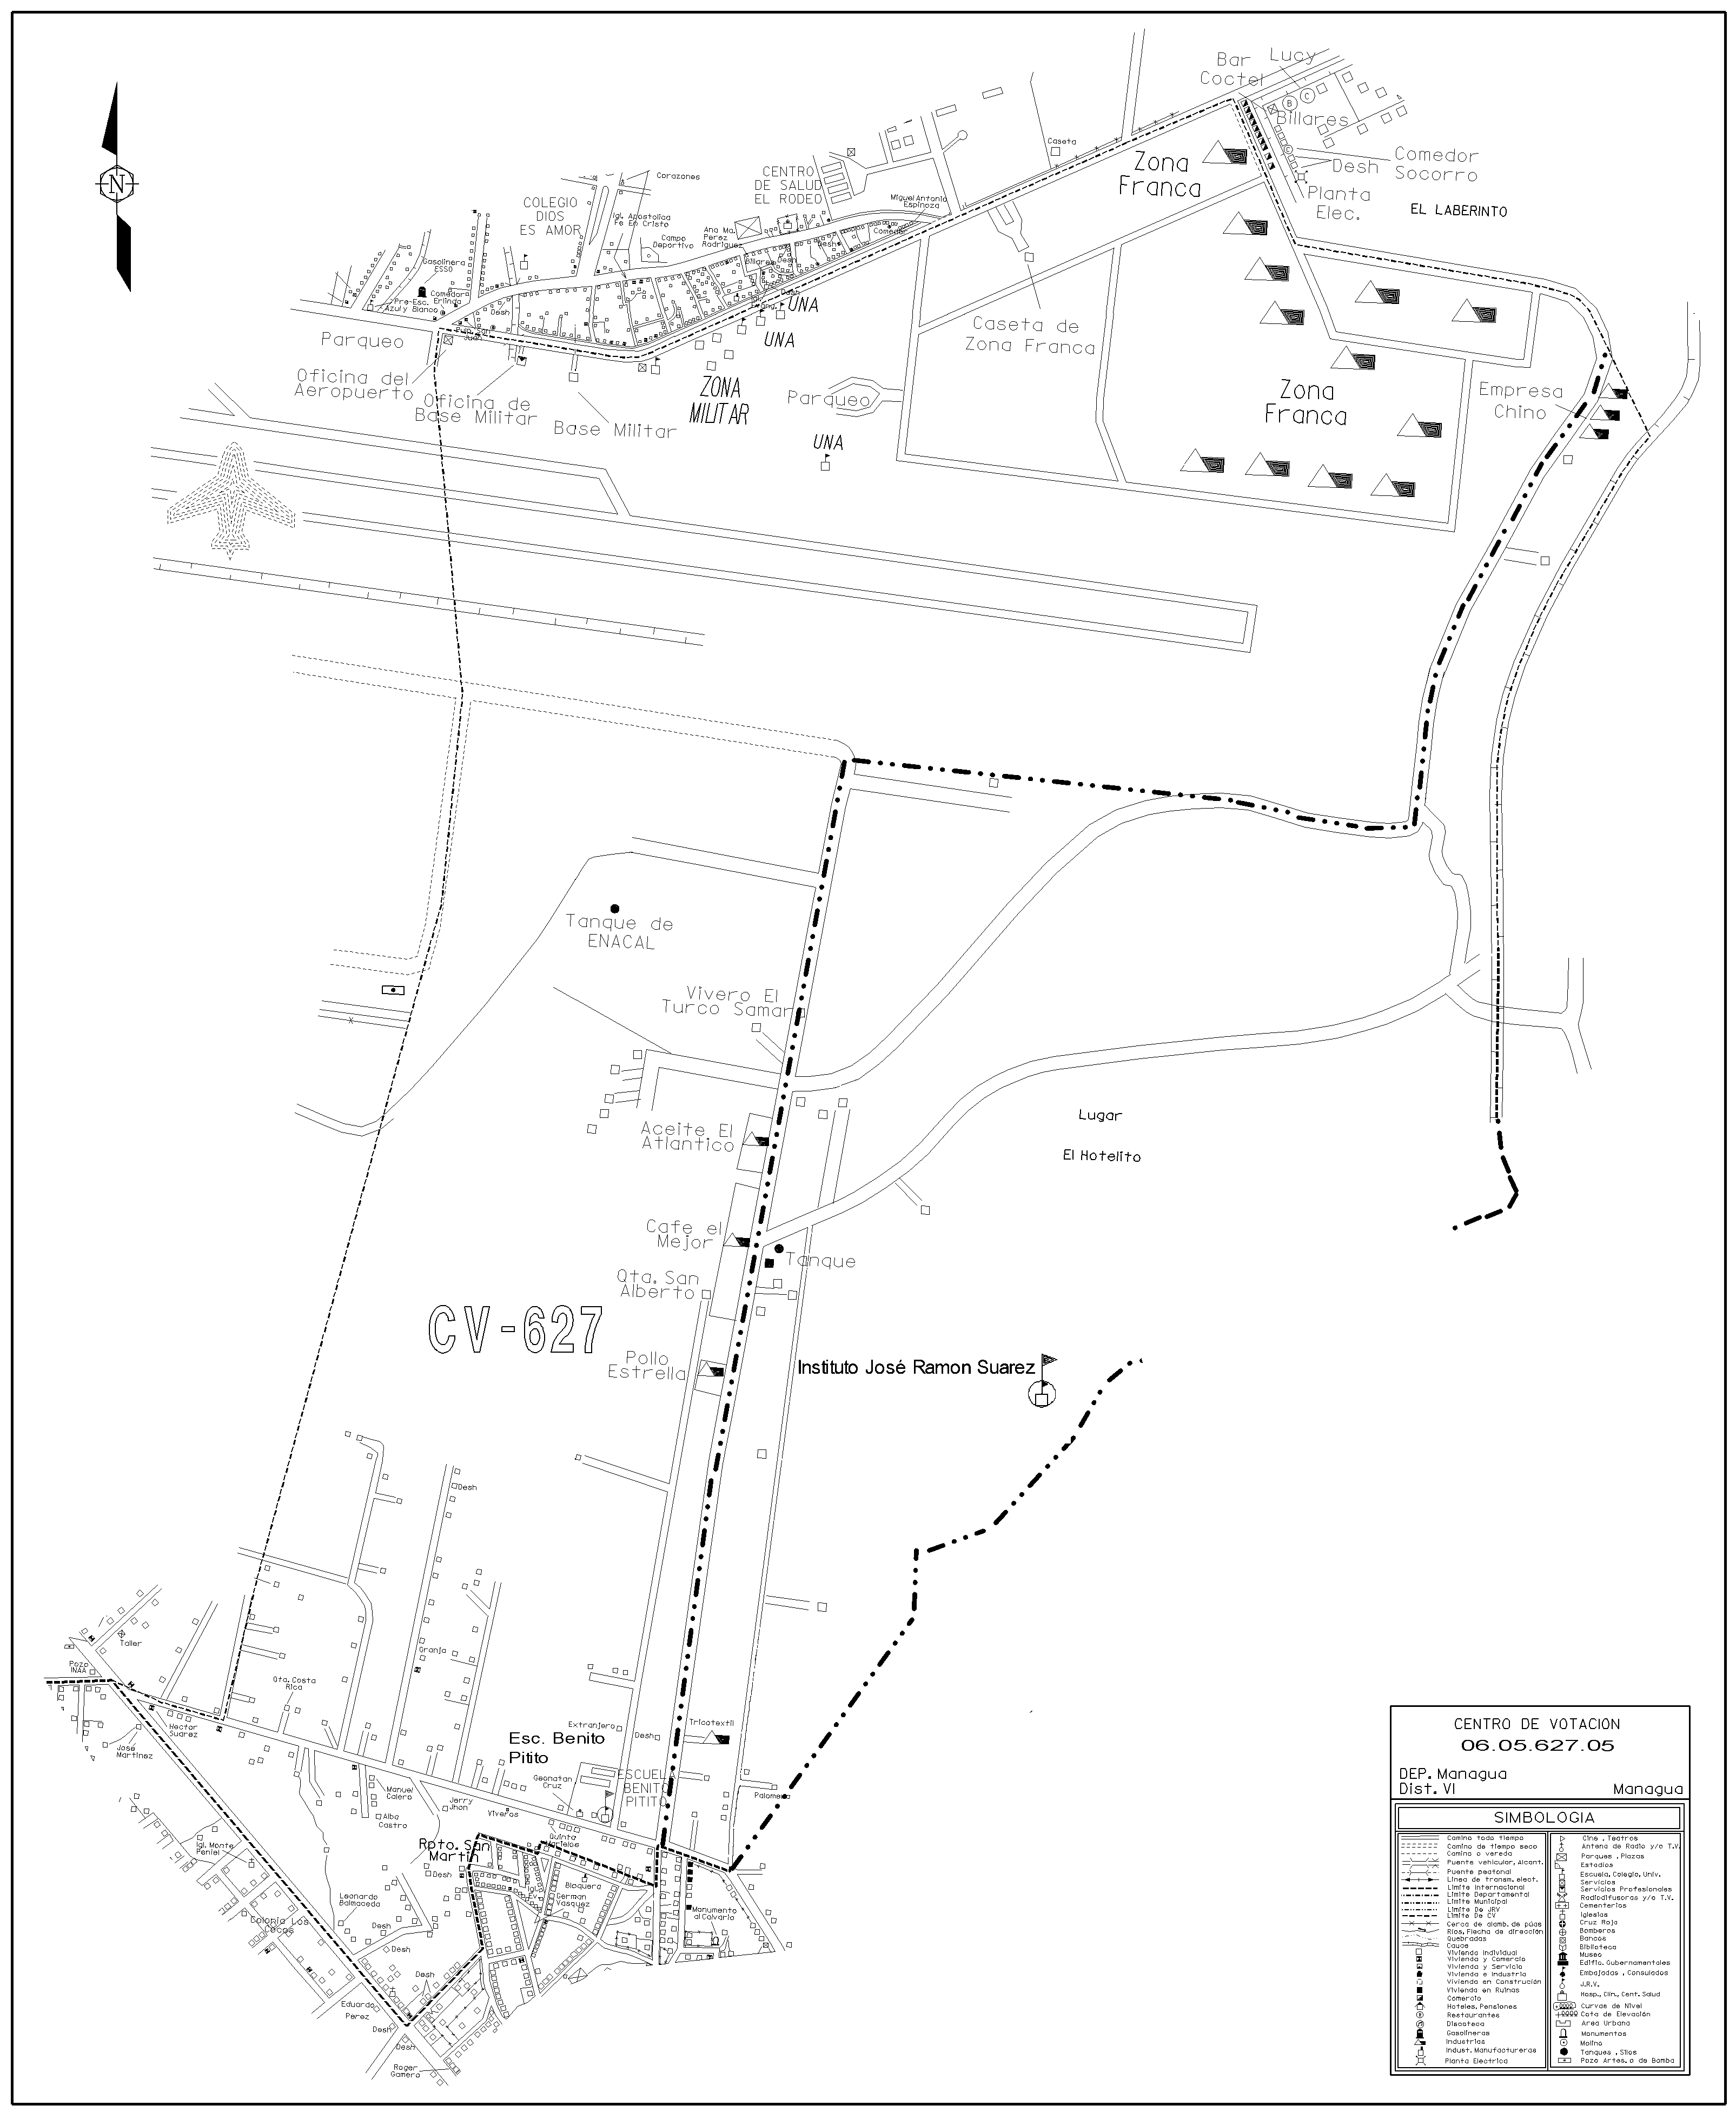 Bar Lucy
Coctel
Billares
Comedor
Socorro
Desh
Planta
Elec.
EL LABERINTO
Zona
Franca
Caseta
N
CENTRO
DE SALUD
EL RODEO
Corazones
COLEGIO
DIOS
ES AMOR
Igl. Apostolica
Fe En Cristo
Campo
Deportivo
Ana Ma.
Perez
Rodriguez
Miguel Antonio
Espinoza
Comedor
Desh
Billares
Desh
Gasolinera
ESSO
Comedor
Erlinda
Pre-Esc.
Azul y Blanco
Desh
Parqueo
Oficina del
Aeropuerto
Oficina de
Base Militar
Base Militar
UNA
UNA
ZONA
MILITAR
UNA
Parqueo
Caseta de
Zona Franca
Zona
Franca
Empresa
Chino
Tanque de
ENACAL
Vivero El
Turco Samar
Aceite El
Atlantico
Lugar
El Hotelito
Cafe el
Mejor
Tanque
Qta. San
Alberto
CV-627
Pollo
Estrella
Instituto José Ramon Suarez
Desh
Granja
Qta. Costa
Rica
Taller
Pozo
INAA
Hector
Suarez
José
Martinez
Extranjero
Desh
Tricotextil
Esc. Benito
Pitito
ESCUELA
BENITO
PITITO
Geonatan
Cruz
Palomera
Manuel
Calero
Jerry
Jhon
Viveros
Alba
Castro
Quinta
Marielos
Rpto. San
Martin
Igl. Monte
Peniel
Desh
Bloquera
Igl.
Ev.
German
Vasquez
Leonardo
Balmaceda
Monumento
al Calvario
Colonia Los
Cocos
Desh
Desh
Desh
Eduardo
Perez
Desh
Desh
Roger
Gamera
CENTRO DE VOTACION
06.05.627.05
DEP. Managua
Dist. VI Managua
SIMBOLOGIA
Camino todo tiempo
Camino de tiempo seco
Camino o vereda
Puente vehicular, Alcant.
Puente peatonal
Linea de transm. elect.
Limite Internacional
Limite Departamental
Limite Municipal
Limite De JRV
Limite De CV
Cerca de alamb. de púas
Rios, Flecha de dirección
Quebradas
Cauce
Vivienda Individual
Vivienda y Comercio
Vivienda y Servicio
Vivienda e Industria
Vivienda en Construcion
Vivienda en Ruinas
Comercio
Hoteles, Pensiones
Restaurantes
Discoteca
Gasolineras
Industrias
Indust. Manufactureras
Planta Electrica
Cine , Teatros
Antena de Radio y/o T.V.
Parques , Plazas
Estadios
Escuela, Colegio, Univ.
Servicios
Servicios Profesionales
Radiodifusoras y/o T.V.
Cementerios
Iglesias
Cruz Roja
Bomberos
Bancos
Biblioteca
Museo
Edific. Gubernamentales
Embajadas , Consulados
J.R.V.
Hosp., Clin., Cent. Salud
Curvas de Nivel
Cota de Elevación
Area Urbana
Monumentos
Molino
Tanques , Silos
Pozo Artes. o de Bomba